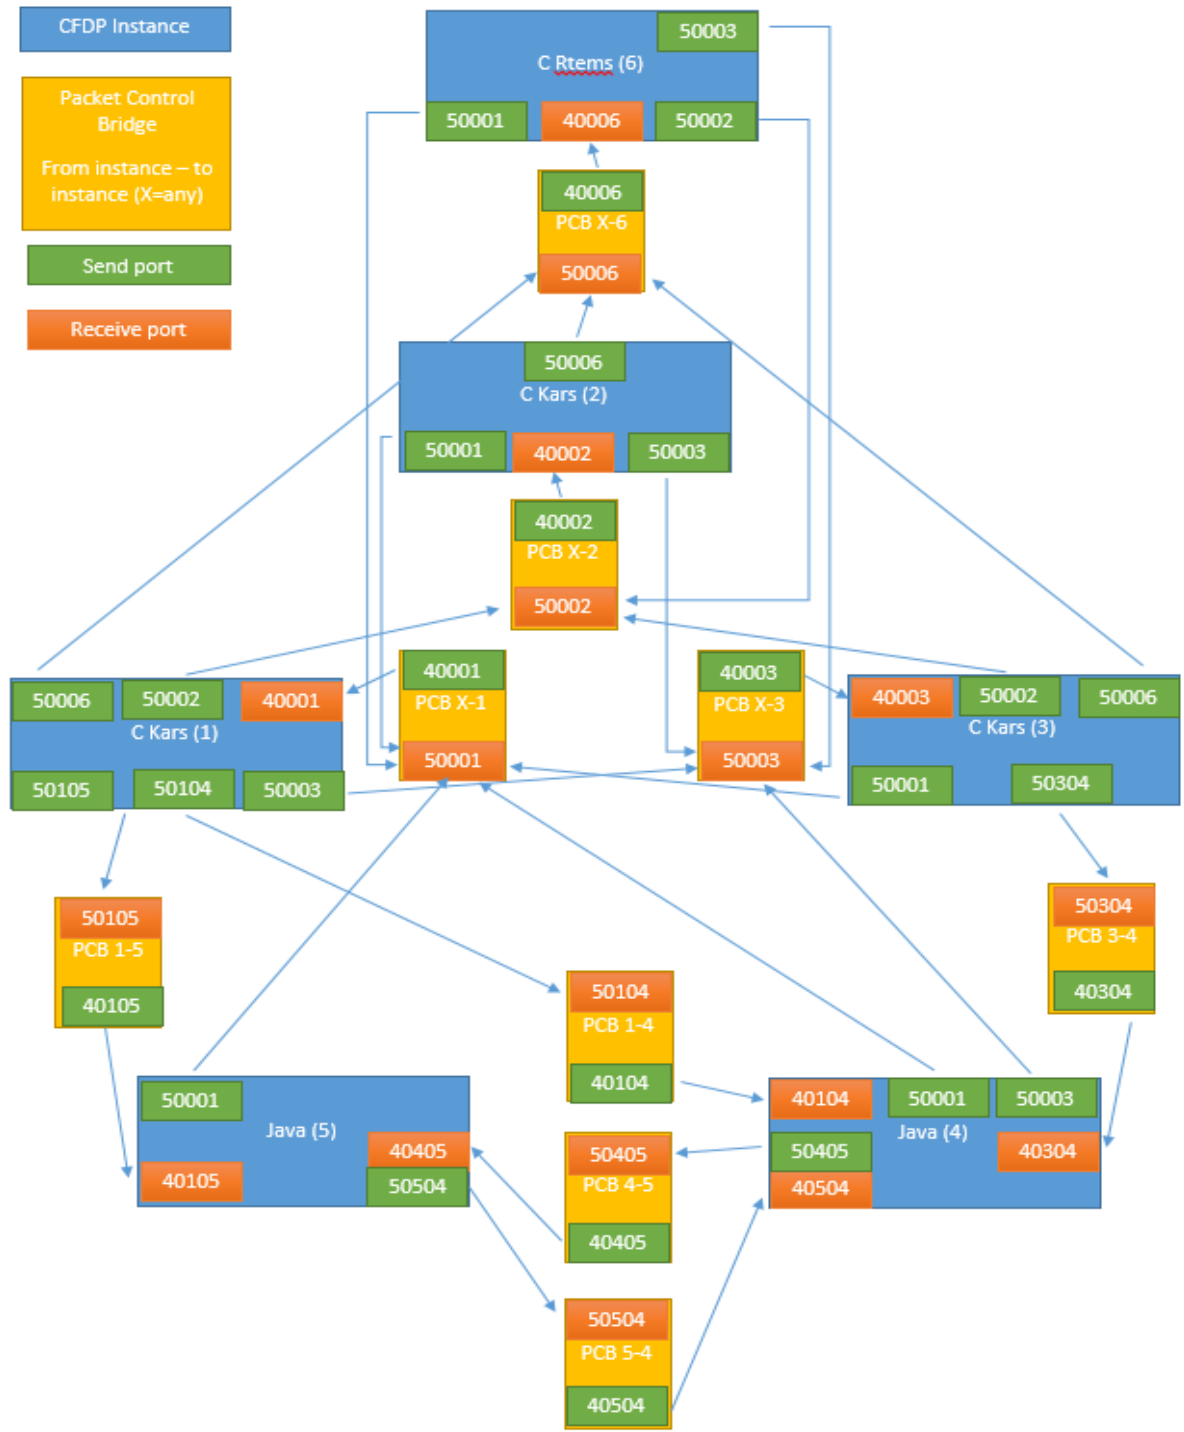 CFDP Instance
Packet Control
Bridge
From instance – to
instance (X=any)
Send port
Receive port
50003
C Rtems (6)
50001
40006
50002
40006
PCB X-6
50006
50006
C Kars (2)
50001
40002
50003
40002
PCB X-2
50002
50006
50002
40001
C Kars (1)
50105
50104
50003
40001
PCB X-1
50001
40003
PCB X-3
50003
40003
50002
50006
C Kars (3)
50001
50304
50105
PCB 1-5
40105
50104
PCB 1-4
40104
50304
PCB 3-4
40304
50001
Java (5)
40405
40105
50504
50405
PCB 4-5
40405
40104
50001
50003
Java (4)
50405
40304
40504
50504
PCB 5-4
40504